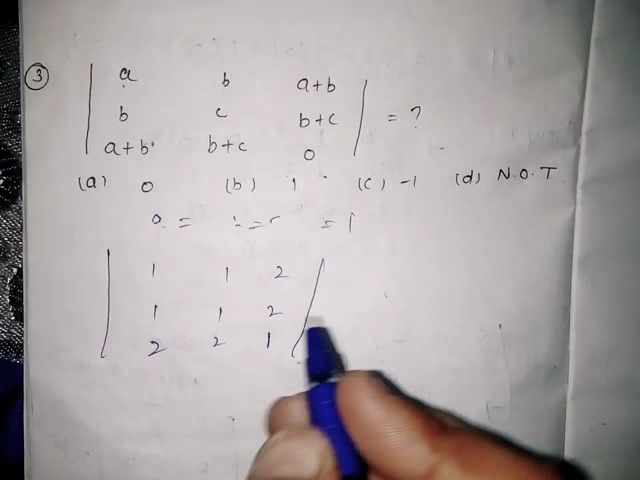 ③
a b a+b
b c b+c = ?
a+b b+c 0
(a) 0 (b) 1 (c) -1 (d) N.O.T
= 1
1 1 2
1 1 2
2 2 1